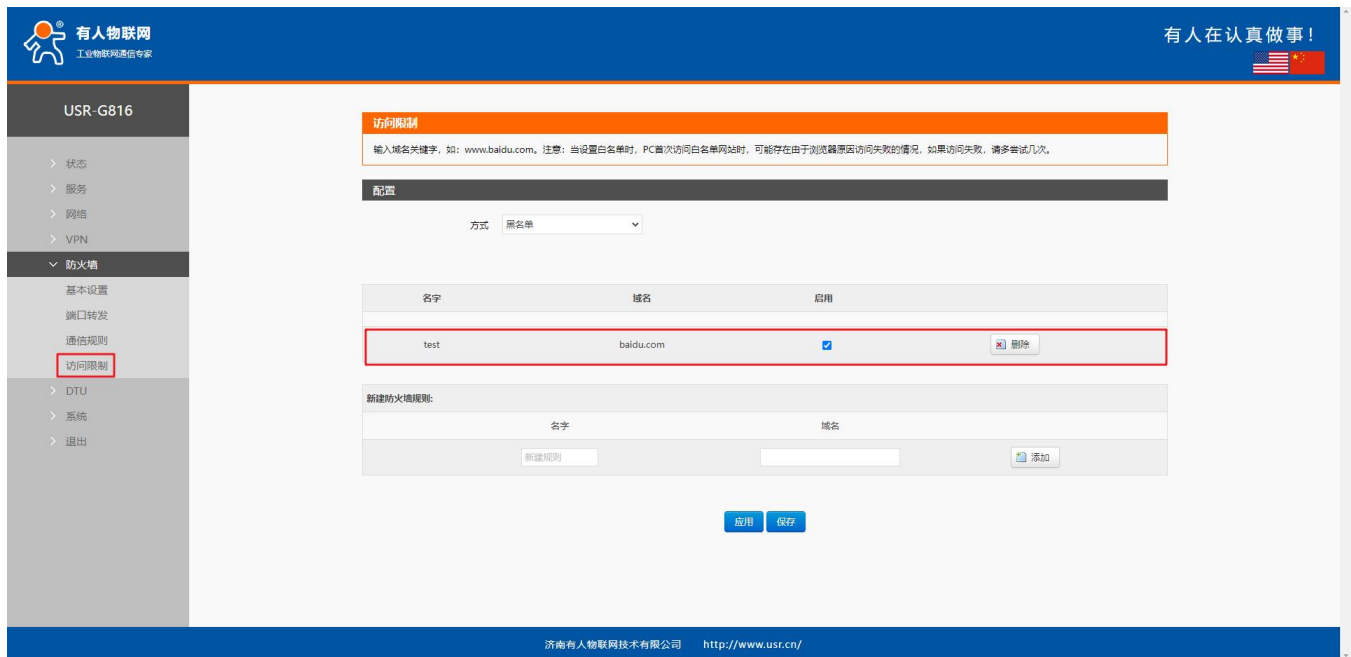 有人物联网
®
工业物联网通信专家
有人在认真做事!
USR-G816
状态
服务
网络
VPN
防火墙
基本设置
端口转发
通信规则
访问限制
DTU
系统
退出
访问限制
输入域名关键字，如：www.baidu.com。注意：当设置白名单时，PC首次访问白名单网站时，可能存在由于浏览器原因访问失败的情况，如果访问失败，请多尝试几次。
配置
方式 黑名单
名字 域名 启用
test baidu.com 删除
新建防火墙规则:
名字 域名
新建规则 添加
应用 保存
济南有人物联网技术有限公司 http://www.usr.cn/